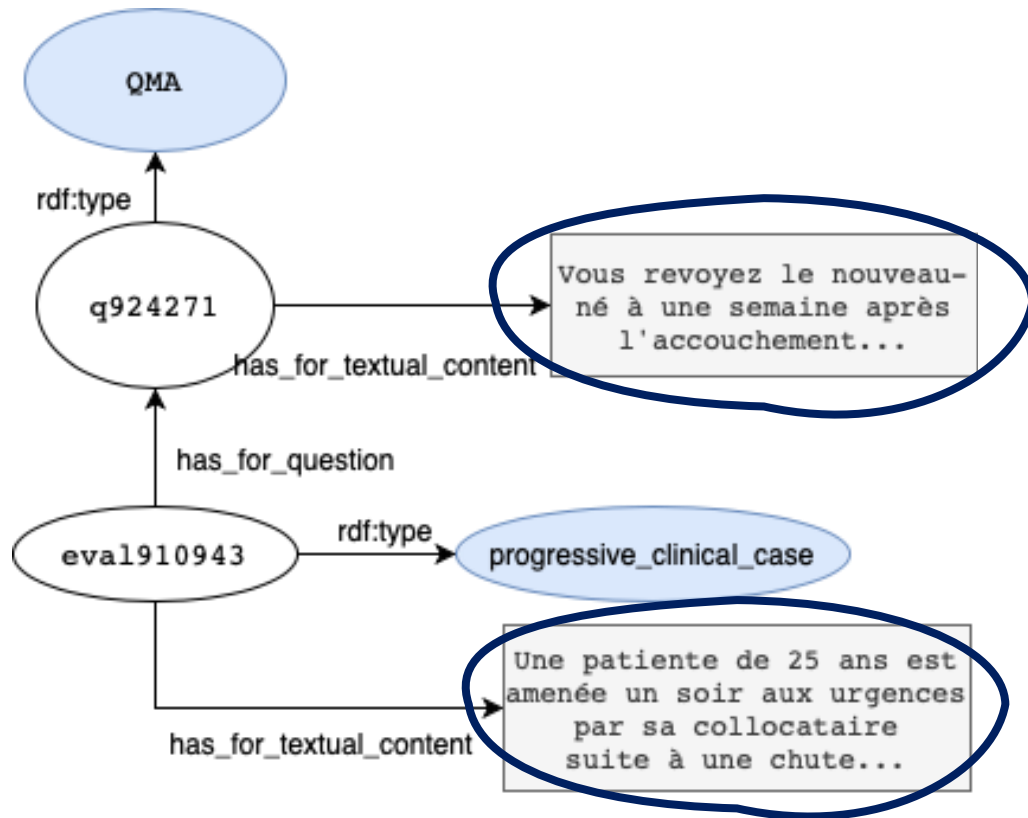 QMA
rdf:type
q924271
Vous revoyez le nouveau-
né à une semaine après
l'accouchement...
has_for_textual_content
has_for_question
eval910943
rdf:type
progressive_clinical_case
Une patiente de 25 ans est
amenée un soir aux urgences
par sa collocataire
suite à une chute...
has_for_textual_content